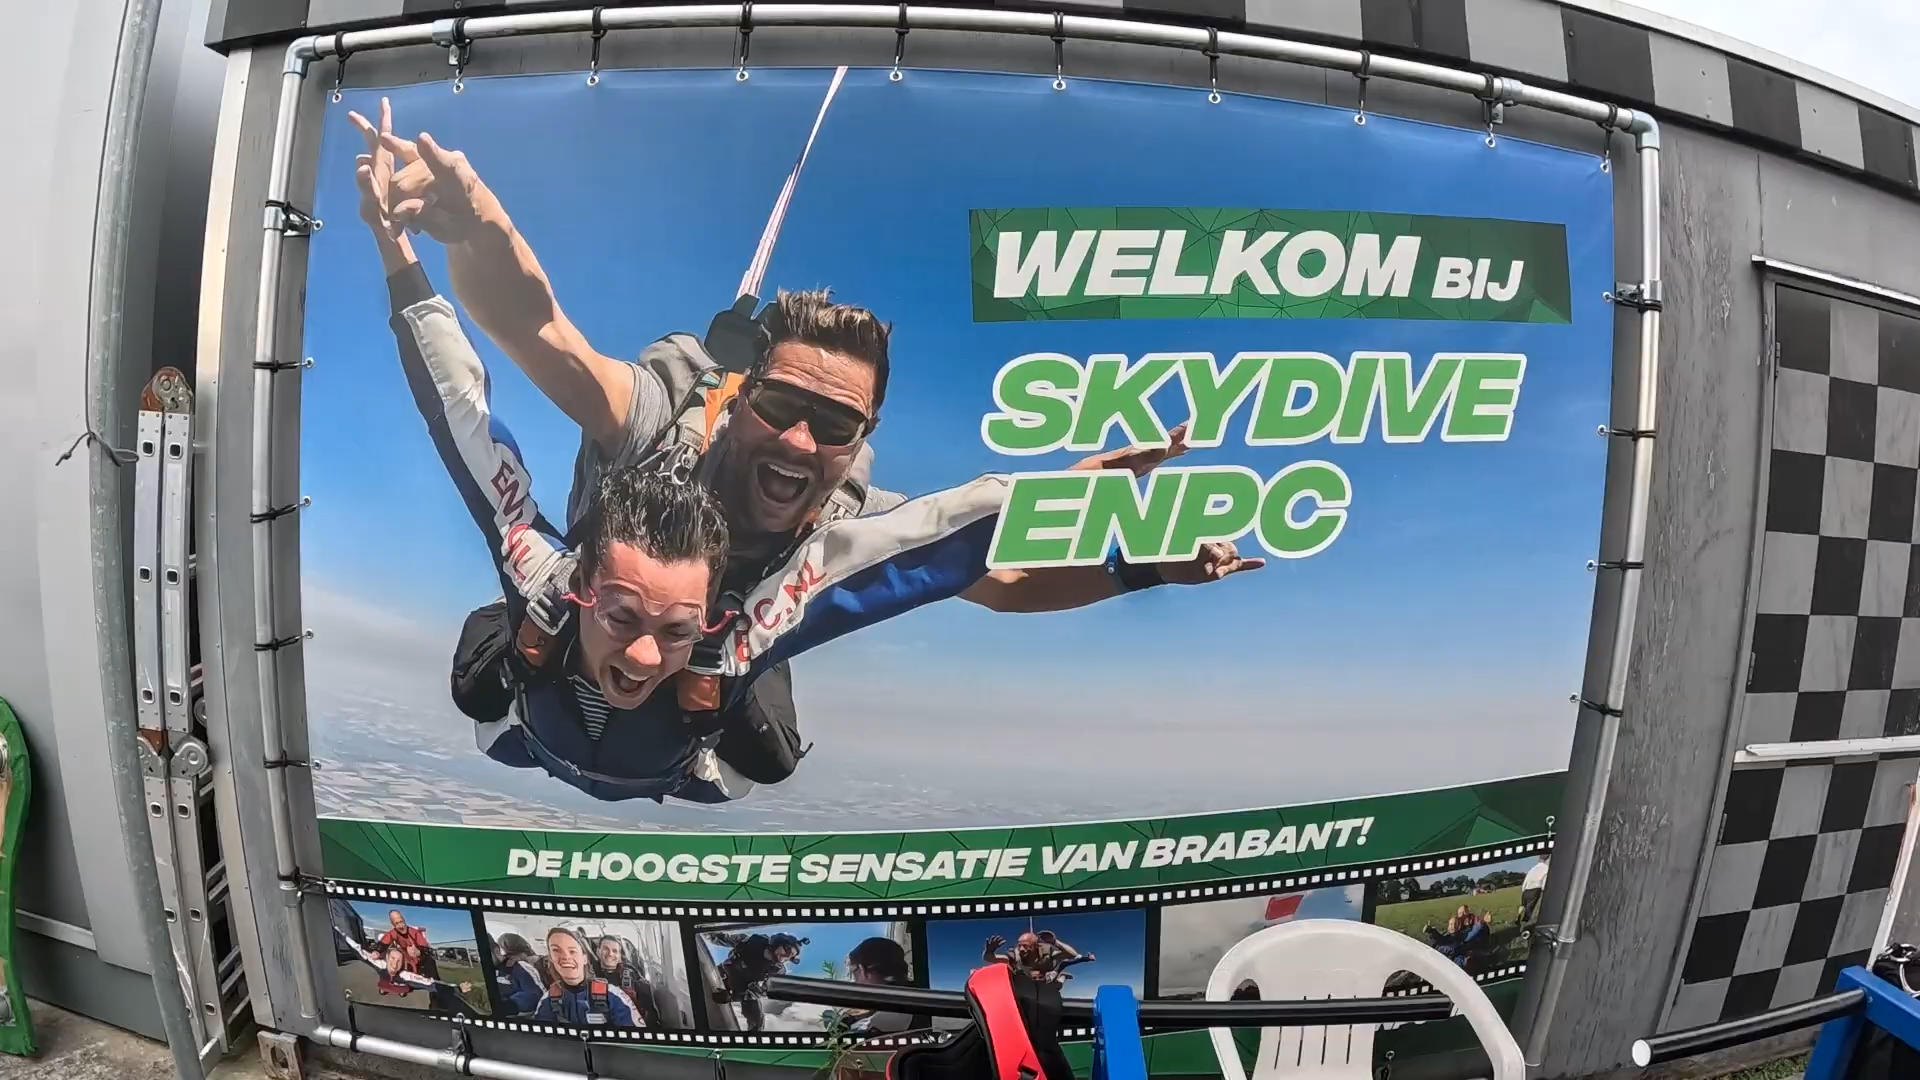 WELKOM BIJ
SKYDIVE
ENPC
DE HOOGSTE SENSATIE VAN BRABANT!